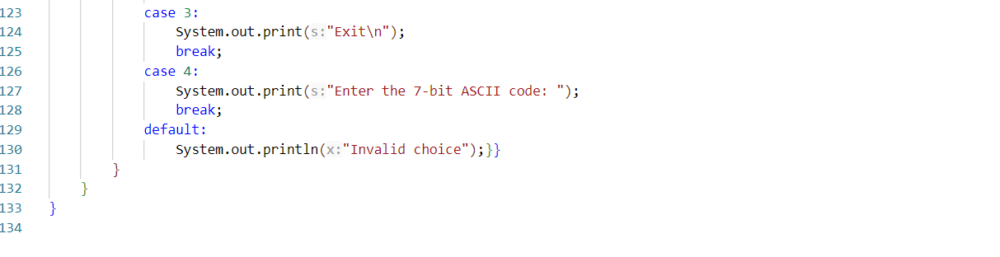 123 case 3:
124 System.out.print(s:"Exit\n");
125 break;
126 case 4:
127 System.out.print(s:"Enter the 7-bit ASCII code: ");
128 break;
129 default:
130 System.out.println(x:"Invalid choice");}}
131 }
132 }
133 }
134